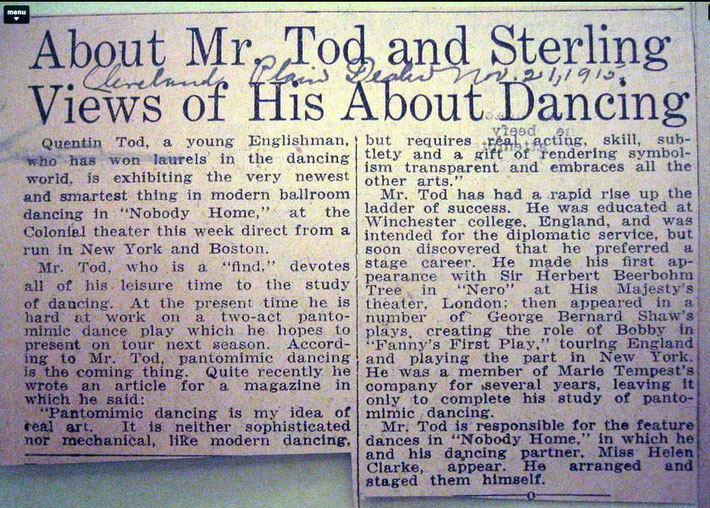 menu
About Mr. Tod and Sterling
Cleveland Plain Dealer Nov. 21, 1915.
Views of His About Dancing
Quentin Tod, a young Englishman,
who has won laurels in the dancing
world, is exhibiting the very newest
and smartest thing in modern ballroom
dancing in "Nobody Home," at the
Colonial theater this week direct from a
run in New York and Boston.
Mr. Tod, who is a "find," devotes
all of his leisure time to the study
of dancing. At the present time he is
hard at work on a two-act panto-
mimic dance play which he hopes to
present on tour next season. Accord-
ing to Mr. Tod, pantomimic dancing
is the coming thing. Quite recently he
wrote an article for a magazine in
which he said:
"Pantomimic dancing is my idea of
real art. It is neither sophisticated
nor mechanical, like modern dancing,
but requires real acting, skill, sub-
tlety and a gift of rendering symbol-
ism transparent and embraces all the
other arts."
Mr. Tod has had a rapid rise up the
ladder of success. He was educated at
Winchester college, England, and was
intended for the diplomatic service, but
soon discovered that he preferred a
stage career. He made his first ap-
pearance with Sir Herbert Beerbohm
Tree in "Nero" at His Majesty's
theater, London; then appeared in a
number of George Bernard Shaw's
plays, creating the role of Bobby in
"Fanny's First Play," touring England
and playing the part in New York.
He was a member of Marie Tempest's
company for several years, leaving it
only to complete his study of panto-
mimic dancing.
Mr. Tod is responsible for the feature
dances in "Nobody Home," in which he
and his dancing partner, Miss Helen
Clarke, appear. He arranged and
staged them himself.